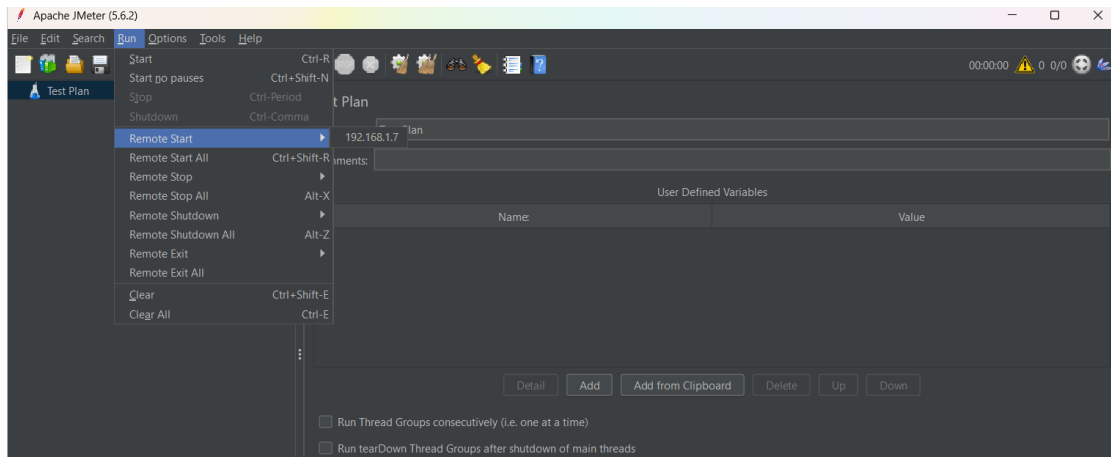 Apache JMeter (5.6.2)
File Edit Search Run Options Tools Help
00:00:00 0 0/0
Test Plan
Start Ctrl-R
Start no pauses Ctrl+Shift-N
Stop Ctrl-Period
Shutdown Ctrl-Comma
Remote Start
192.168.1.7
Remote Start All Ctrl+Shift-R
Remote Stop
Remote Stop All Alt-X
Remote Shutdown
Remote Shutdown All Alt-Z
Remote Exit
Remote Exit All
Clear Ctrl+Shift-E
Clear All Ctrl-E
t Plan
lan
ments:
User Defined Variables
Name: Value
Detail Add Add from Clipboard Delete Up Down
Run Thread Groups consecutively (i.e. one at a time)
Run tearDown Thread Groups after shutdown of main threads